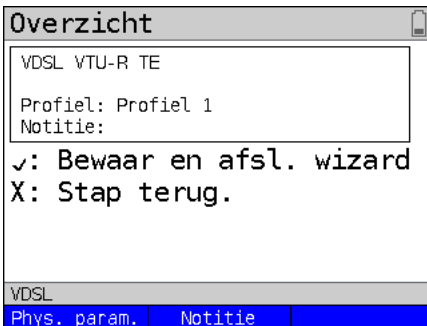 Overzicht
VDSL VTU-R TE
Profiel: Profiel 1
Notitie:
✓: Bewaar en afsl. wizard
X: Stap terug.
VDSL
Phys. param. Notitie